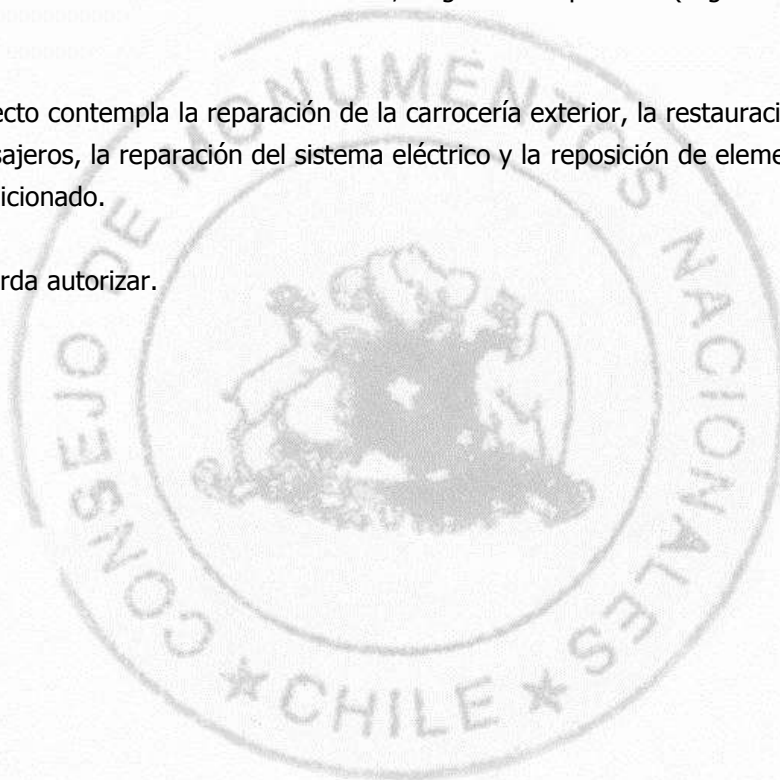 ecto contempla la reparación de la carrocería exterior, la restauraci
sajeros, la reparación del sistema eléctrico y la reposición de eleme
icionado.
rda autorizar.
CONSEJO DE MONUMENTOS NACIONALES
★ CHILE ★